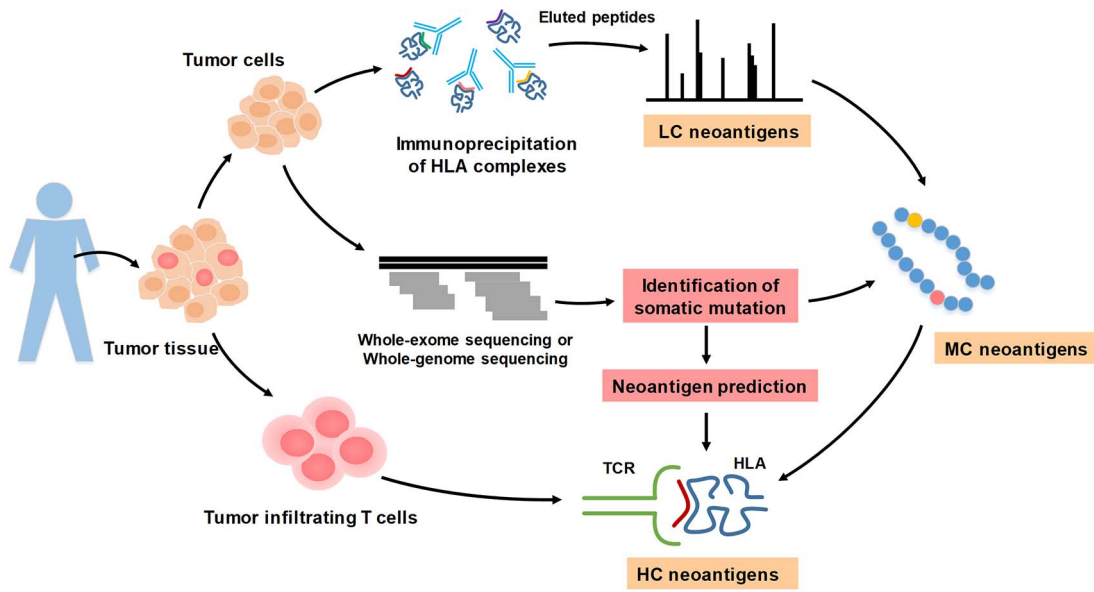 Eluted peptides
Tumor cells
Immunoprecipitation
of HLA complexes
LC neoantigens
Identification of
somatic mutation
Whole-exome sequencing or
Whole-genome sequencing
Tumor tissue
MC neoantigens
Neoantigen prediction
TCR
HLA
Tumor infiltrating T cells
HC neoantigens